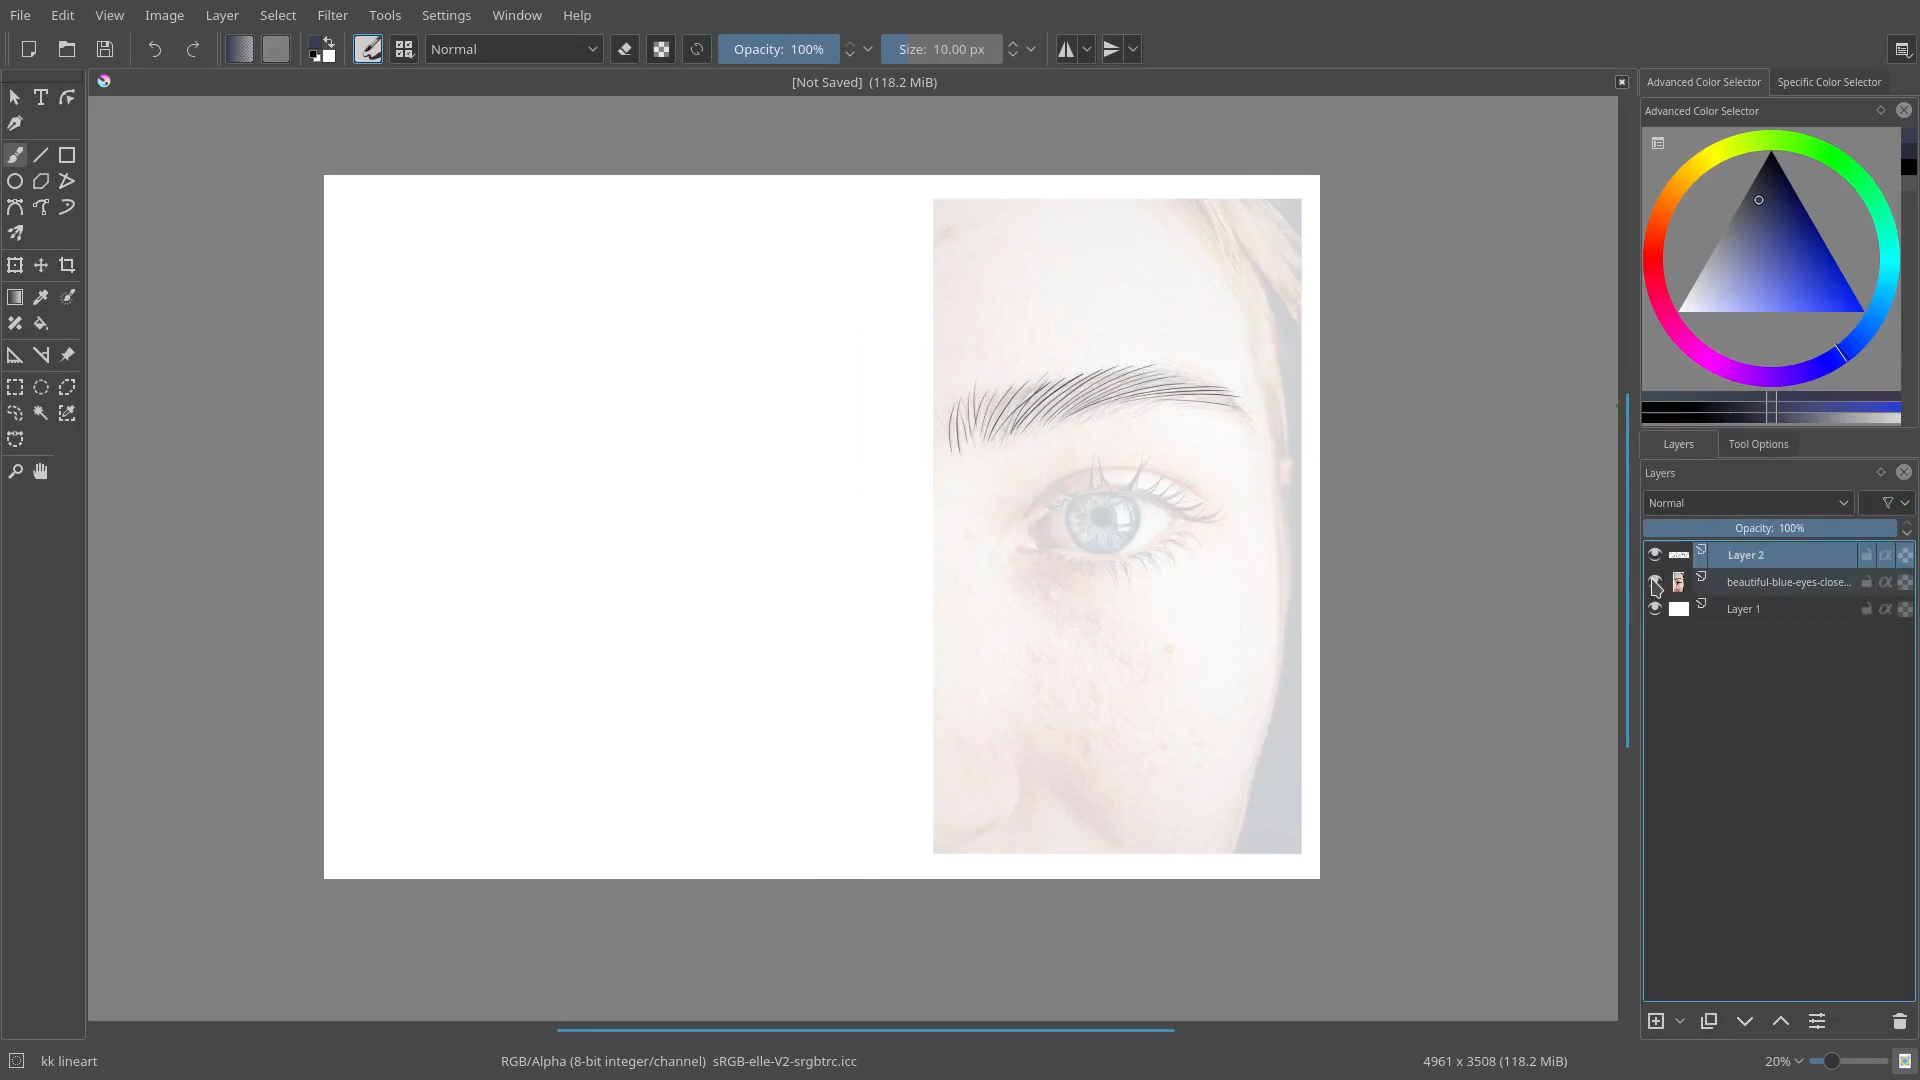 File Edit View Image Layer Select Filter Tools Settings Window Help
Normal Opacity: 100% Size: 10.00 px
[Not Saved] (118.2 MiB)
Advanced Color Selector Specific Color Selector
Advanced Color Selector
Layers Tool Options
Layers
Normal
Opacity: 100%
Layer 2
beautiful-blue-eyes-close...
Layer 1
kk lineart RGB/Alpha (8-bit integer/channel) sRGB-elle-V2-srgbtrc.icc 4961 x 3508 (118.2 MiB) 20%